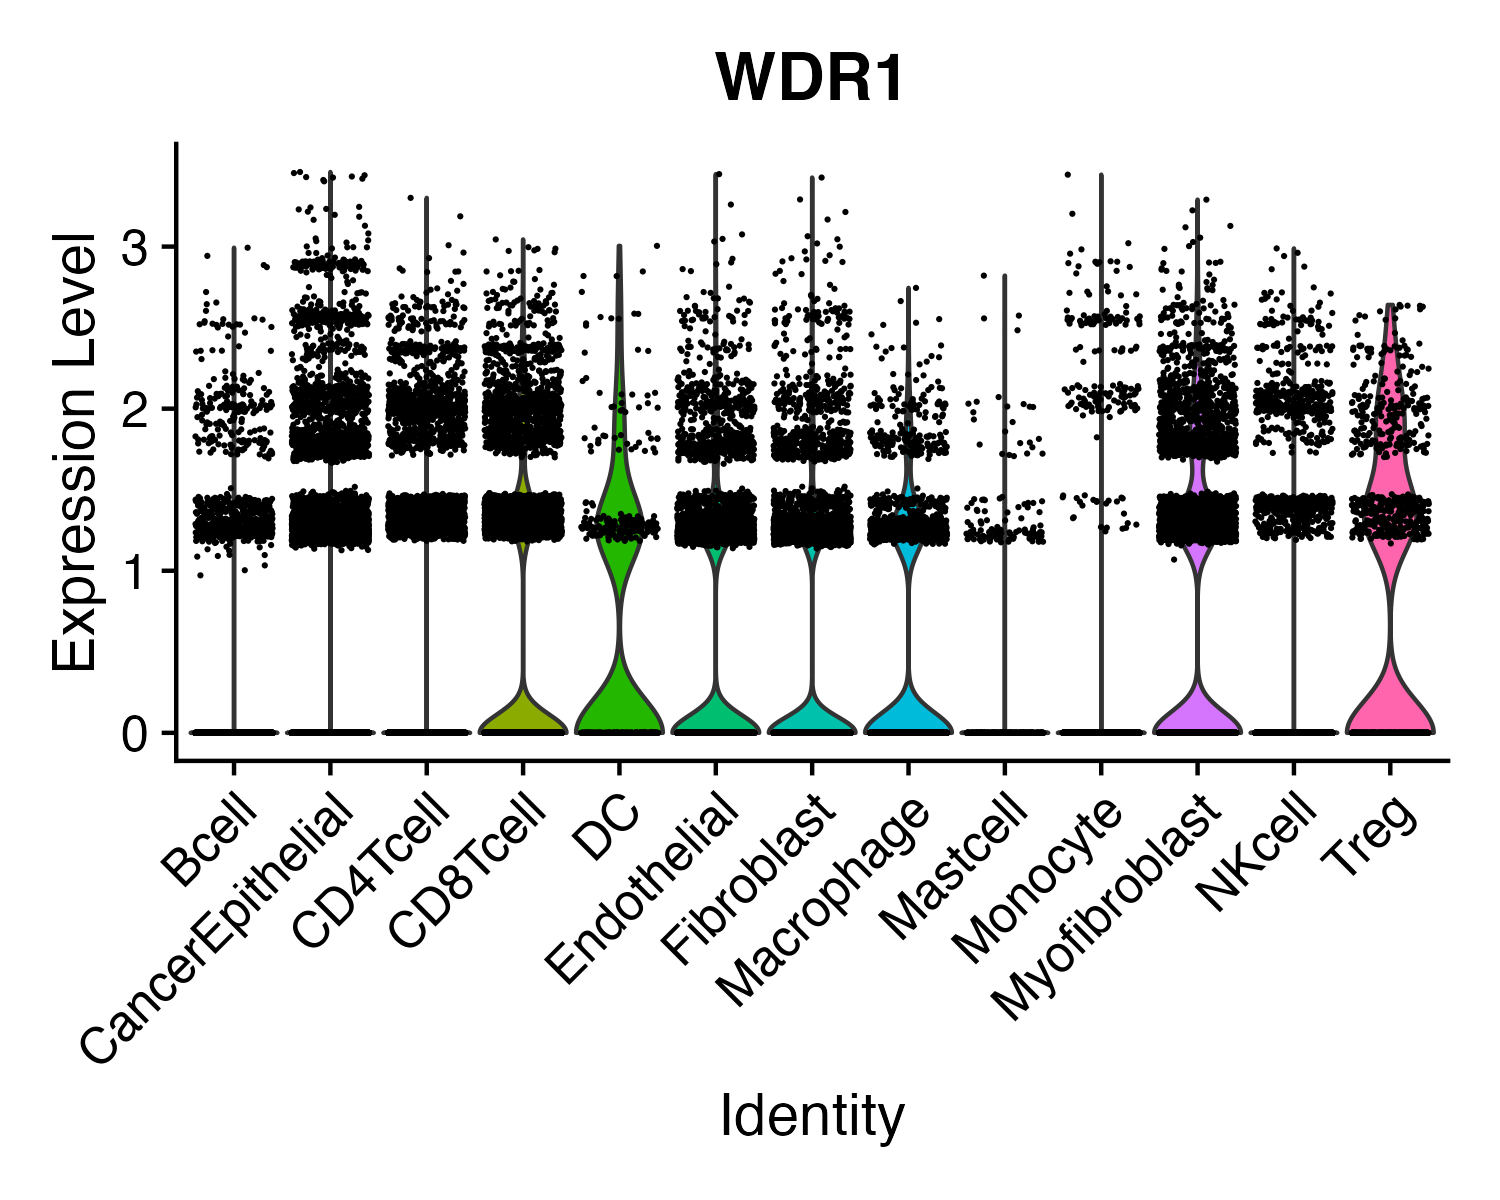 WDR1
Expression Level
3
2
1
0
Bcell
CancerEpithelial
CD4Tcell
CD8Tcell
DC
Endothelial
Fibroblast
Macrophage
Mastcell
Monocyte
Myofibroblast
NKcell
Treg
Identity